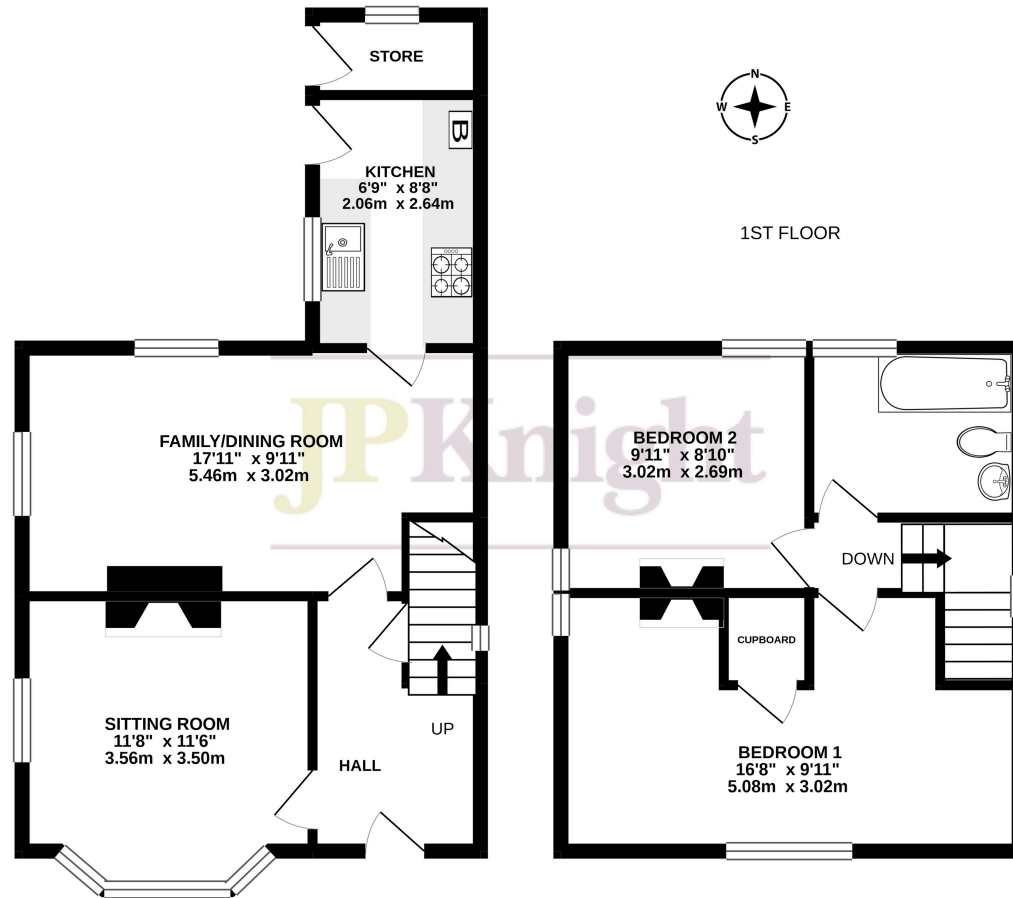 STORE
B
KITCHEN
6'9" x 8'8"
2.06m x 2.64m
N
W E
S
1ST FLOOR
JPKnight
FAMILY/DINING ROOM
17'11" x 9'11"
5.46m x 3.02m
BEDROOM 2
9'11" x 8'10"
3.02m x 2.69m
DOWN
CUPBOARD
SITTING ROOM
11'8" x 11'6"
3.56m x 3.50m
UP
HALL
BEDROOM 1
16'8" x 9'11"
5.08m x 3.02m